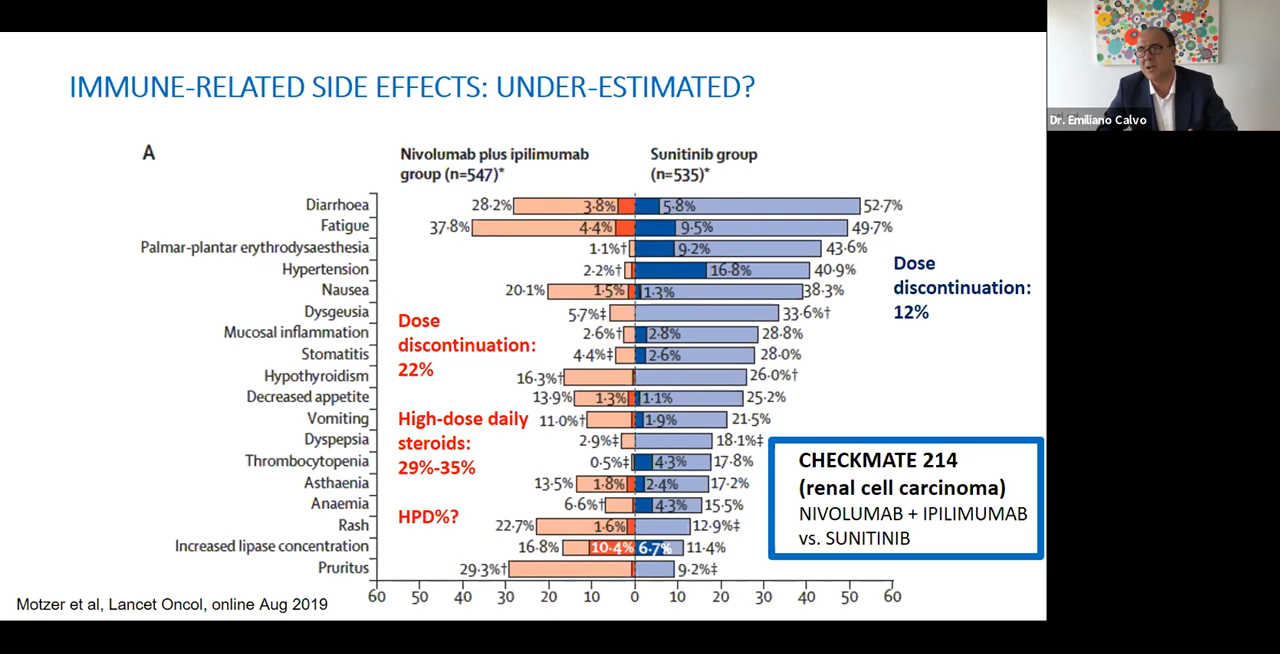 IMMUNE-RELATED SIDE EFFECTS: UNDER-ESTIMATED?
Dr. Emiliano Calvo
A
Nivolumab plus ipilimumab
group (n=547)*
Sunitinib group
(n=535)*
Diarrhoea 28·2% 3·8% 5·8% 52·7%
Fatigue 37·8% 4·4% 9·5% 49·7%
Palmar-plantar erythrodysaesthesia 1·1%† 9·2% 43·6%
Hypertension 2·2%† 16·8% 40·9%
Nausea 20·1% 1·5% 1·3% 38·3%
Dysgeusia 5·7%‡ 33·6%†
Mucosal inflammation 2·6%† 2·8% 28·8%
Stomatitis 4·4%‡ 2·6% 28·0%
Hypothyroidism 16·3%† 26·0%†
Decreased appetite 13·9% 1·3% 1·1% 25·2%
Vomiting 11·0%† 1·9% 21·5%
Dyspepsia 2·9%‡ 18·1%‡
Thrombocytopenia 0·5%‡ 4·3% 17·8%
Asthaenia 13·5% 1·8% 2·4% 17·2%
Anaemia 6·6%† 4·3% 15·5%
Rash 22·7% 1·6% 12·9%‡
Increased lipase concentration 16·8% 10·4% 6·7% 11·4%
Pruritus 29·3%† 9·2%‡
60 50 40 30 20 10 0 10 20 30 40 50 60
Dose
discontinuation:
22%
High-dose daily
steroids:
29%-35%
HPD%?
Dose
discontinuation:
12%
CHECKMATE 214
(renal cell carcinoma)
NIVOLUMAB + IPILIMUMAB
vs. SUNITINIB
Motzer et al, Lancet Oncol, online Aug 2019